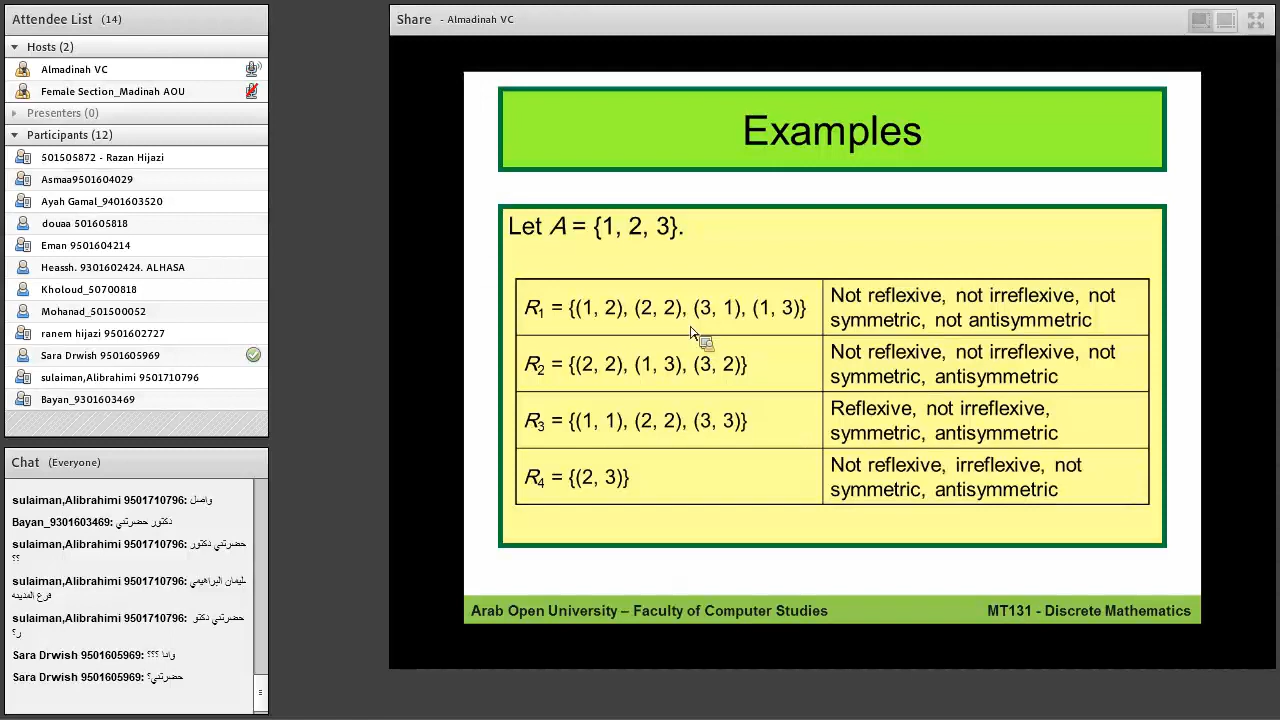 Attendee List (14)
Hosts (2)
Almadinah VC
Female Section_Madinah AOU
Presenters (0)
Participants (12)
501505872 - Razan Hijazi
Asmaa9501604029
Ayah Gamal_9401603520
douaa 501605818
Eman 9501604214
Heassh. 9301602424. ALHASA
Kholoud_50700818
Mohanad_501500052
ranem hijazi 9501602727
Sara Drwish 9501605969
sulaiman,Alibrahimi 9501710796
Bayan_9301603469
Chat (Everyone)
sulaiman,Alibrahimi 9501710796: واصل
Bayan_9301603469: دكتور حضرتني
sulaiman,Alibrahimi 9501710796: حضرتني دكتور
؟؟
sulaiman,Alibrahimi 9501710796: سليمان البراهيمي
فرع المدينه
sulaiman,Alibrahimi 9501710796: حضرتني دكتو
ر؟
Sara Drwish 9501605969: وانا ؟؟؟
Sara Drwish 9501605969: حضرتني؟
Share - Almadinah VC
Examples
Let A = {1, 2, 3}.
R1 = {(1, 2), (2, 2), (3, 1), (1, 3)}
Not reflexive, not irreflexive, not
symmetric, not antisymmetric
R2 = {(2, 2), (1, 3), (3, 2)}
Not reflexive, not irreflexive, not
symmetric, antisymmetric
R3 = {(1, 1), (2, 2), (3, 3)}
Reflexive, not irreflexive,
symmetric, antisymmetric
R4 = {(2, 3)}
Not reflexive, irreflexive, not
symmetric, antisymmetric
Arab Open University – Faculty of Computer Studies
MT131 - Discrete Mathematics